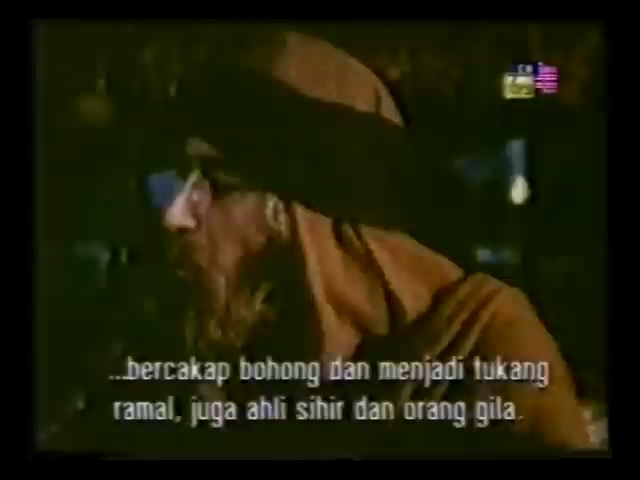 ...bercakap bohong dan menjadi tukang
ramal, juga ahli sihir dan orang gila.